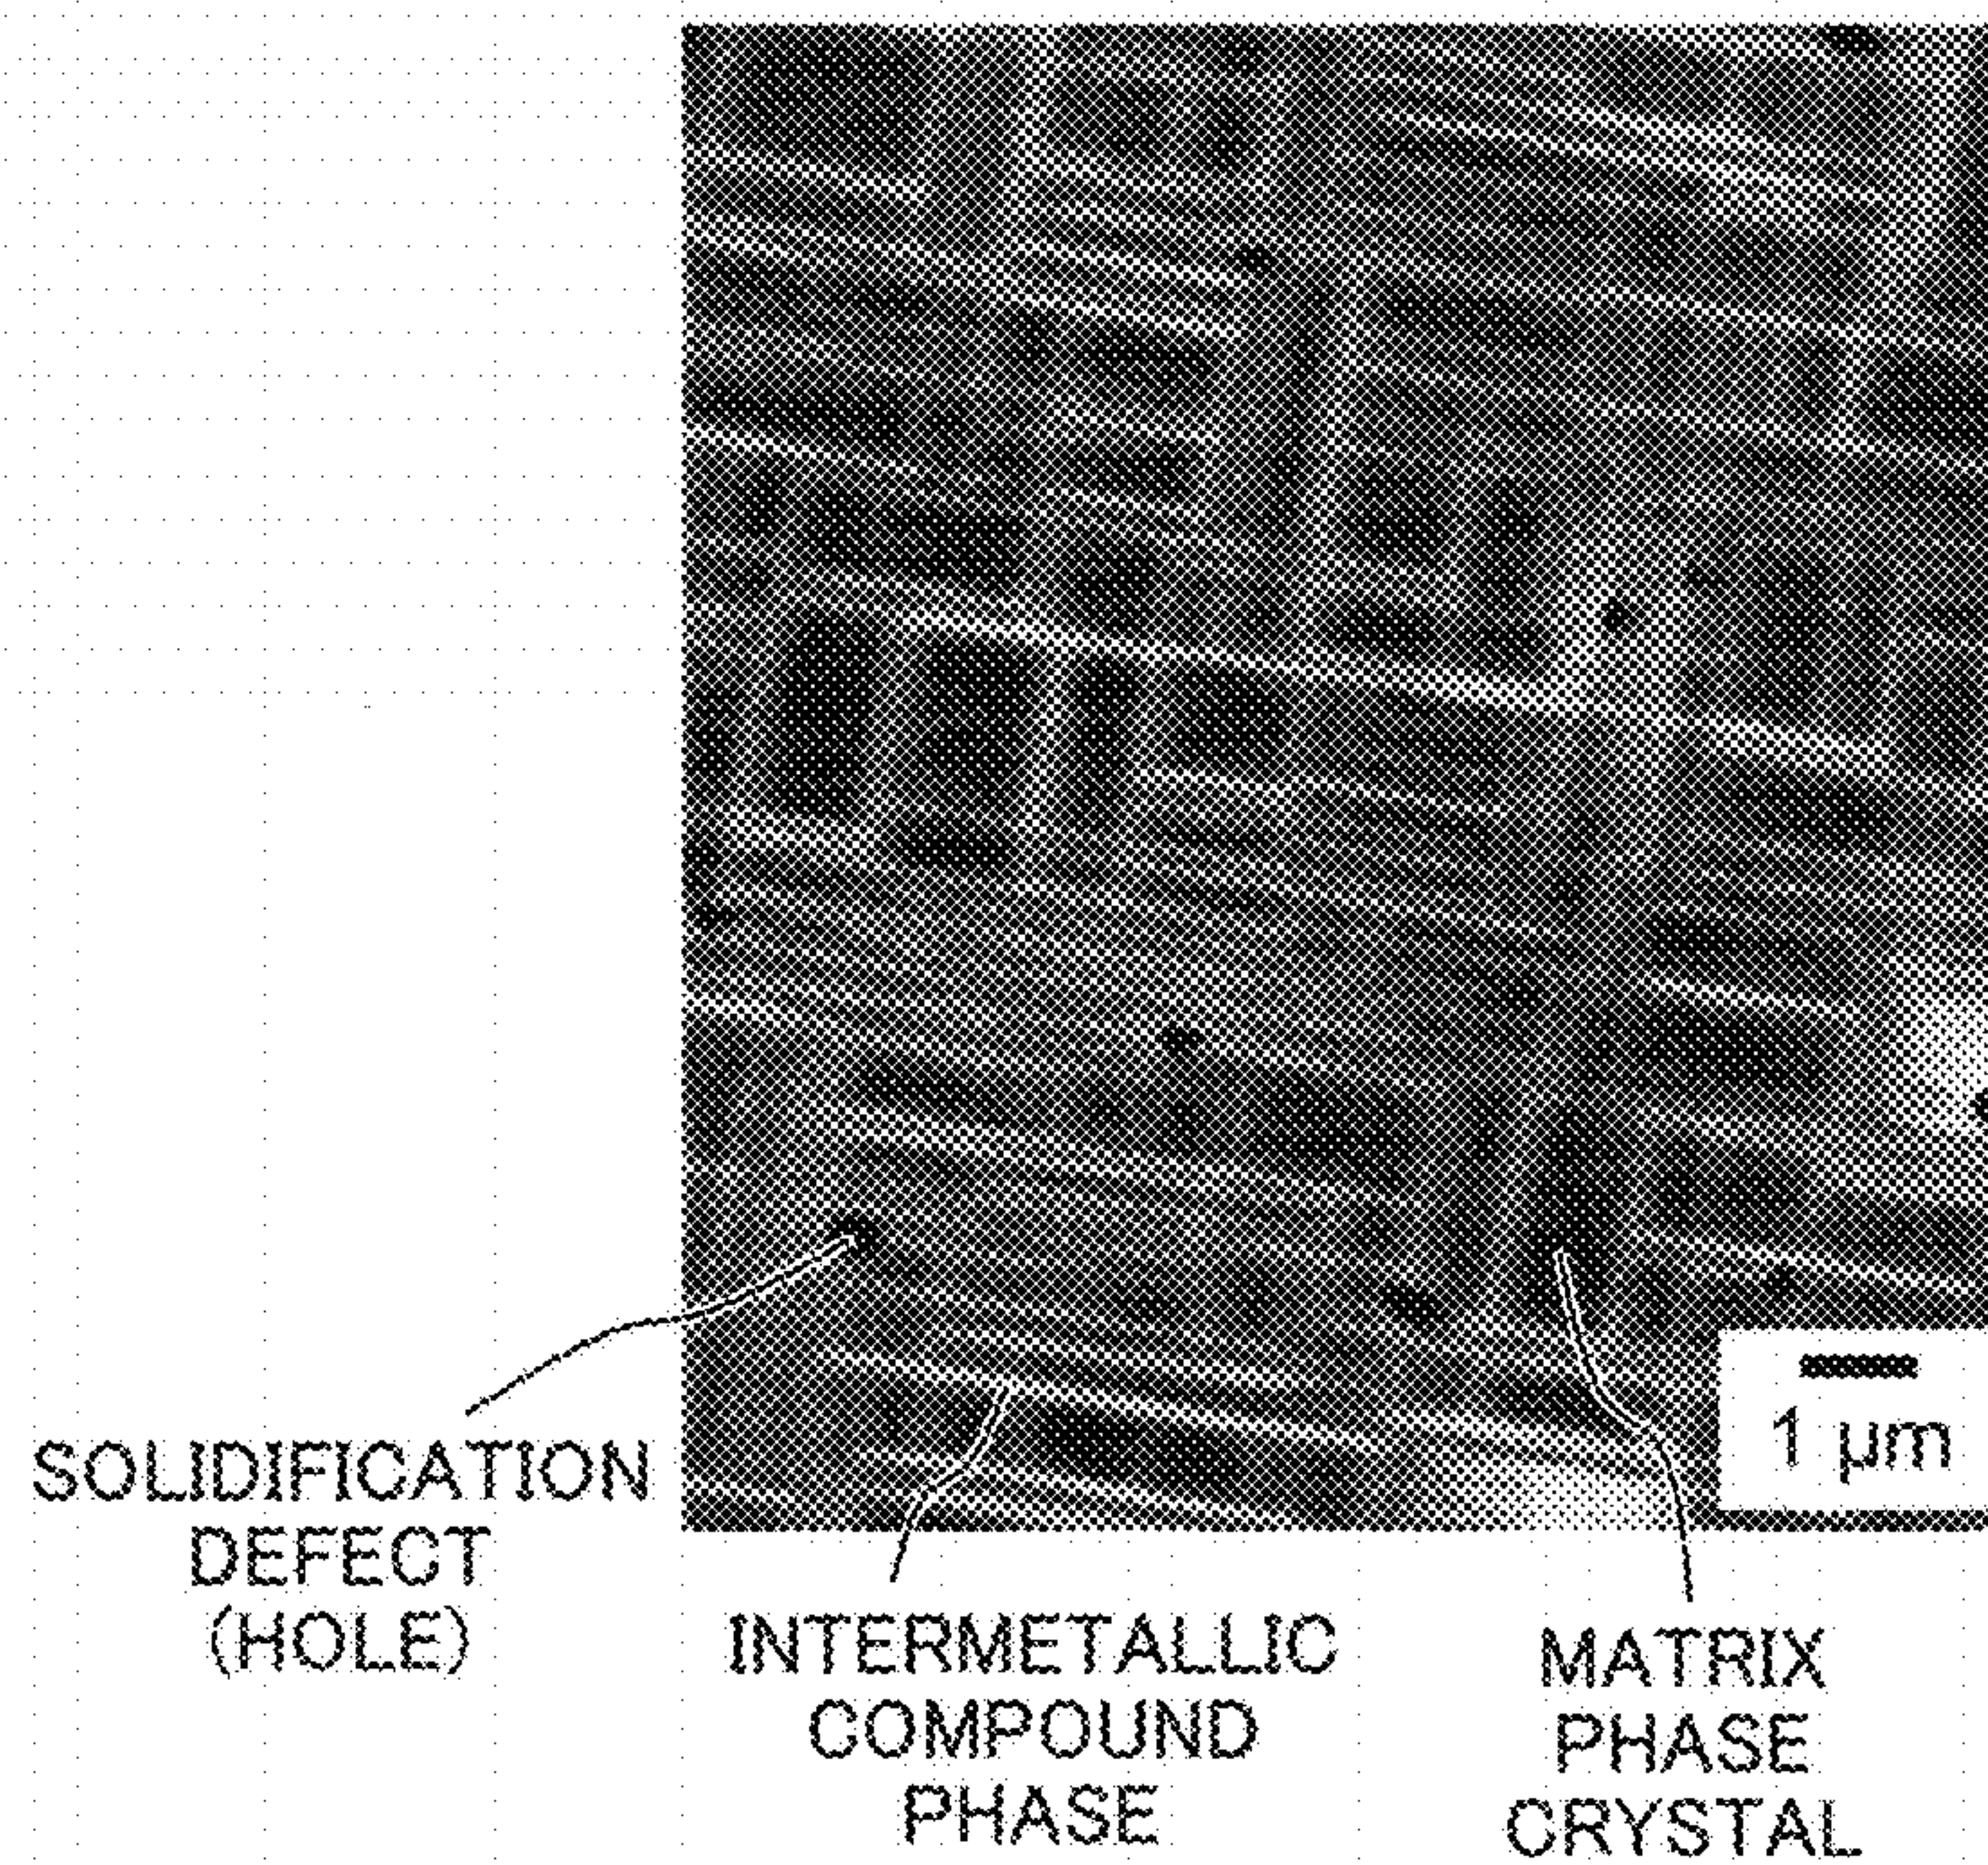 1 µm
SOLIDIFICATION
DEFECT
(HOLE)
INTERMETALLIC
COMPOUND
PHASE
MATRIX
PHASE
CRYSTAL